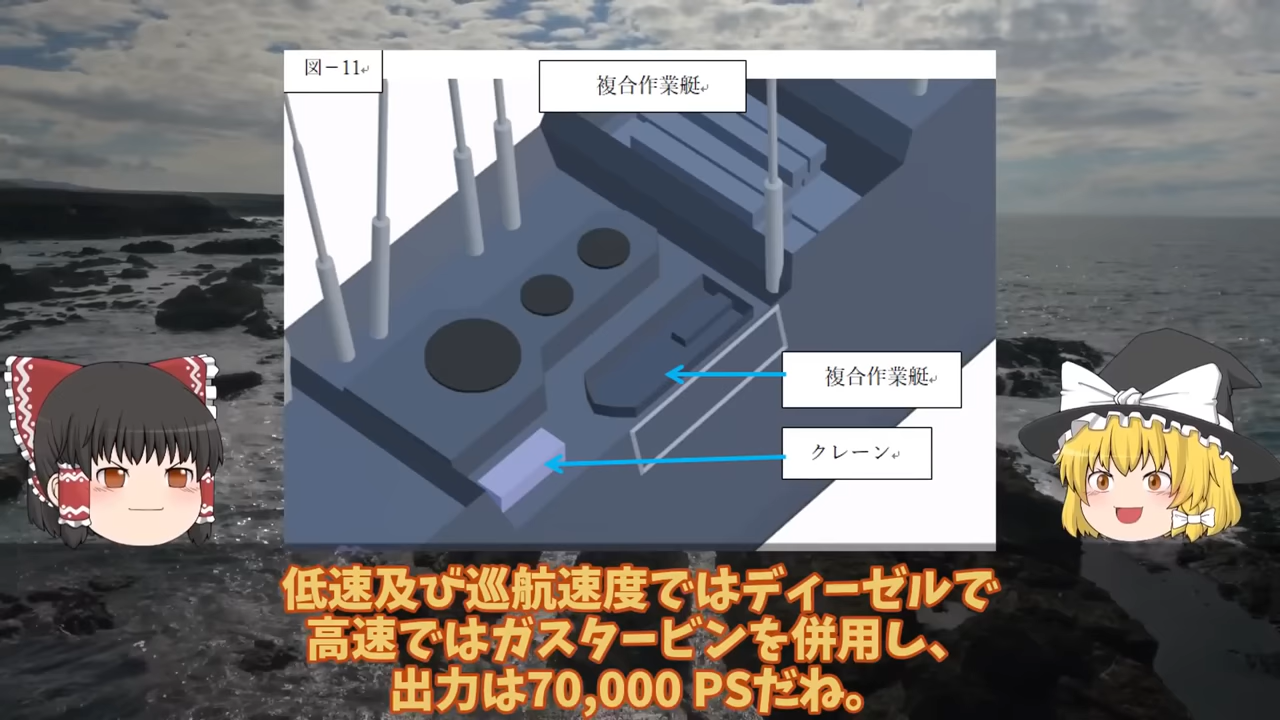 図－11↵
複合作業艇↵
複合作業艇↵
クレーン↵
低速及び巡航速度ではディーゼルで
高速ではガスタービンを併用し、
出力は70,000 PSだね。